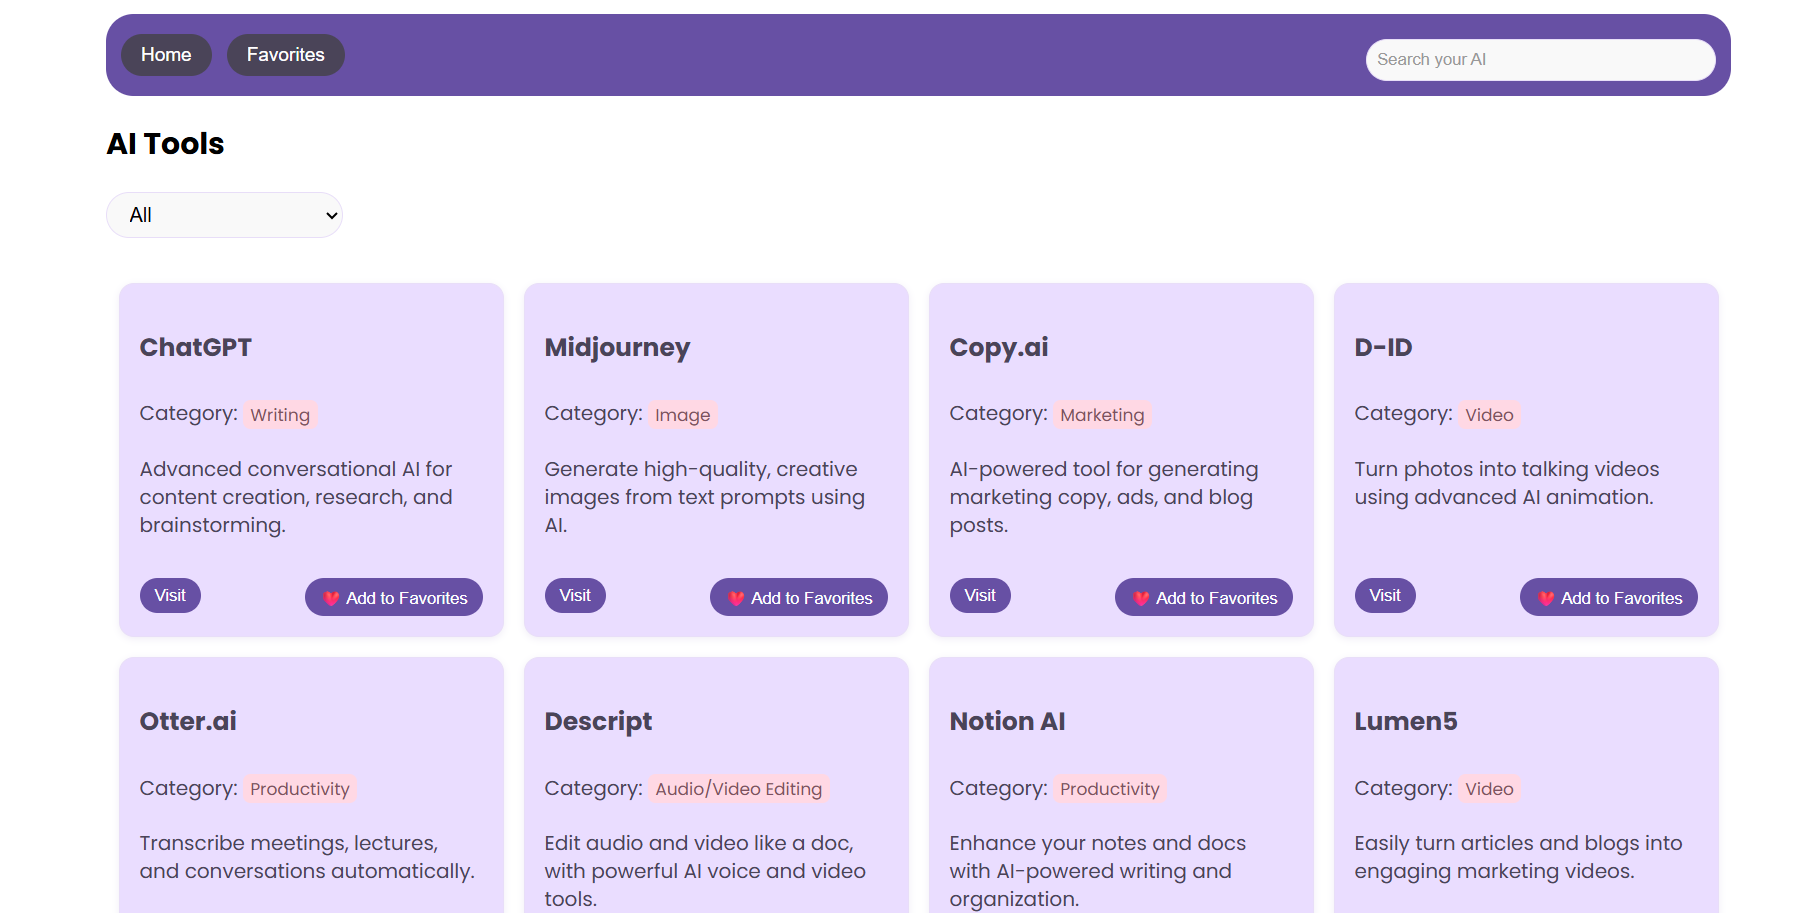 Home
Favorites
Search your AI
AI Tools
All
ChatGPT
Category: Writing
Advanced conversational AI for
content creation, research, and
brainstorming.
Visit
Add to Favorites
Midjourney
Category: Image
Generate high-quality, creative
images from text prompts using
AI.
Visit
Add to Favorites
Copy.ai
Category: Marketing
AI-powered tool for generating
marketing copy, ads, and blog
posts.
Visit
Add to Favorites
D-ID
Category: Video
Turn photos into talking videos
using advanced AI animation.
Visit
Add to Favorites
Otter.ai
Category: Productivity
Transcribe meetings, lectures,
and conversations automatically.
Descript
Category: Audio/Video Editing
Edit audio and video like a doc,
with powerful AI voice and video
tools.
Notion AI
Category: Productivity
Enhance your notes and docs
with AI-powered writing and
organization.
Lumen5
Category: Video
Easily turn articles and blogs into
engaging marketing videos.